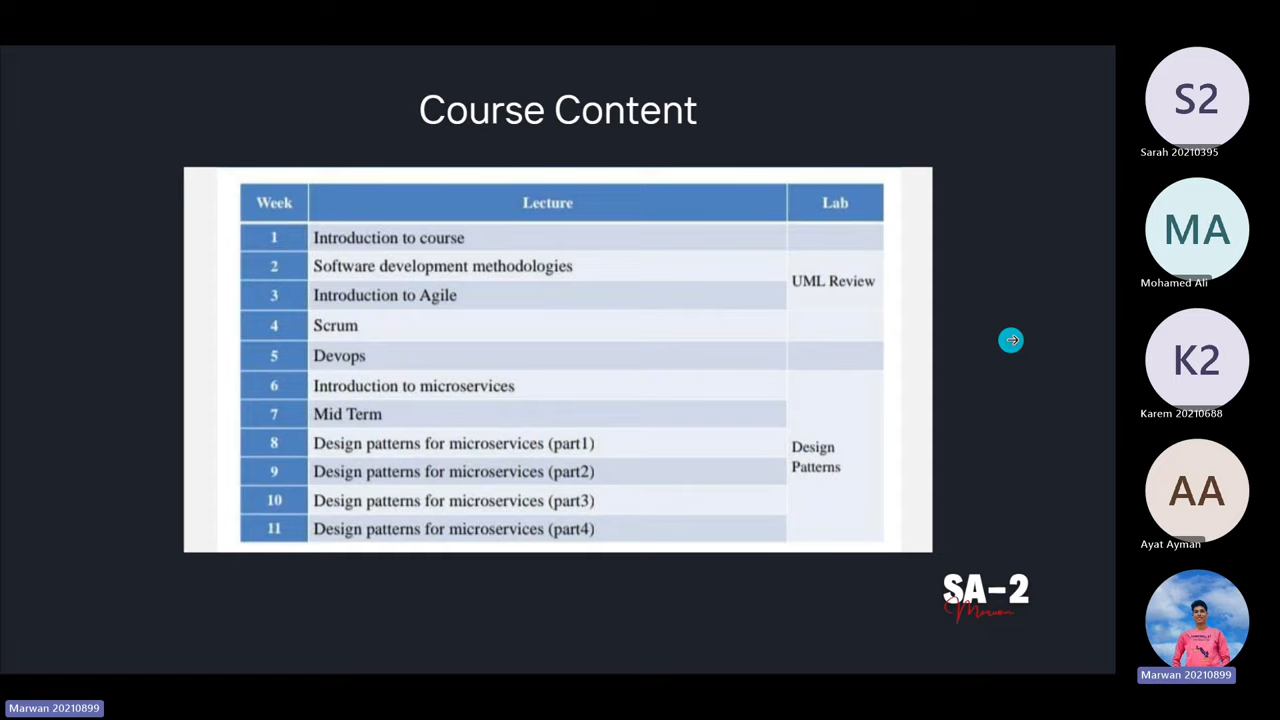 Course Content
Week Lecture Lab
1 Introduction to course
2 Software development methodologies
UML Review
3 Introduction to Agile
4 Scrum
5 Devops
6 Introduction to microservices
7 Mid Term
8 Design patterns for microservices (part1)
Design
Patterns
9 Design patterns for microservices (part2)
10 Design patterns for microservices (part3)
11 Design patterns for microservices (part4)
SA-2
Marwan
S2
Sarah 20210395
MA
Mohamed Ali
K2
Karem 20210688
AA
Ayat Ayman
Marwan 20210899
Marwan 20210899